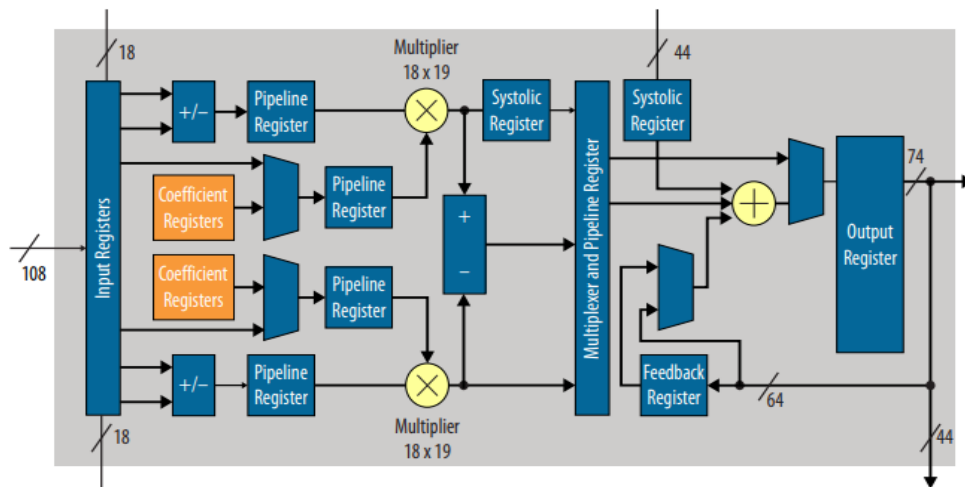 18
44
Multiplier
18 x 19
+/−
Pipeline
Register
Systolic
Register
Systolic
Register
74
Coefficient
Registers
Pipeline
Register
Input Registers
108
+
−
Multiplexer and Pipeline Register
Output
Register
Coefficient
Registers
Pipeline
Register
+/−
Pipeline
Register
Feedback
Register
64
Multiplier
18 x 19
18
44